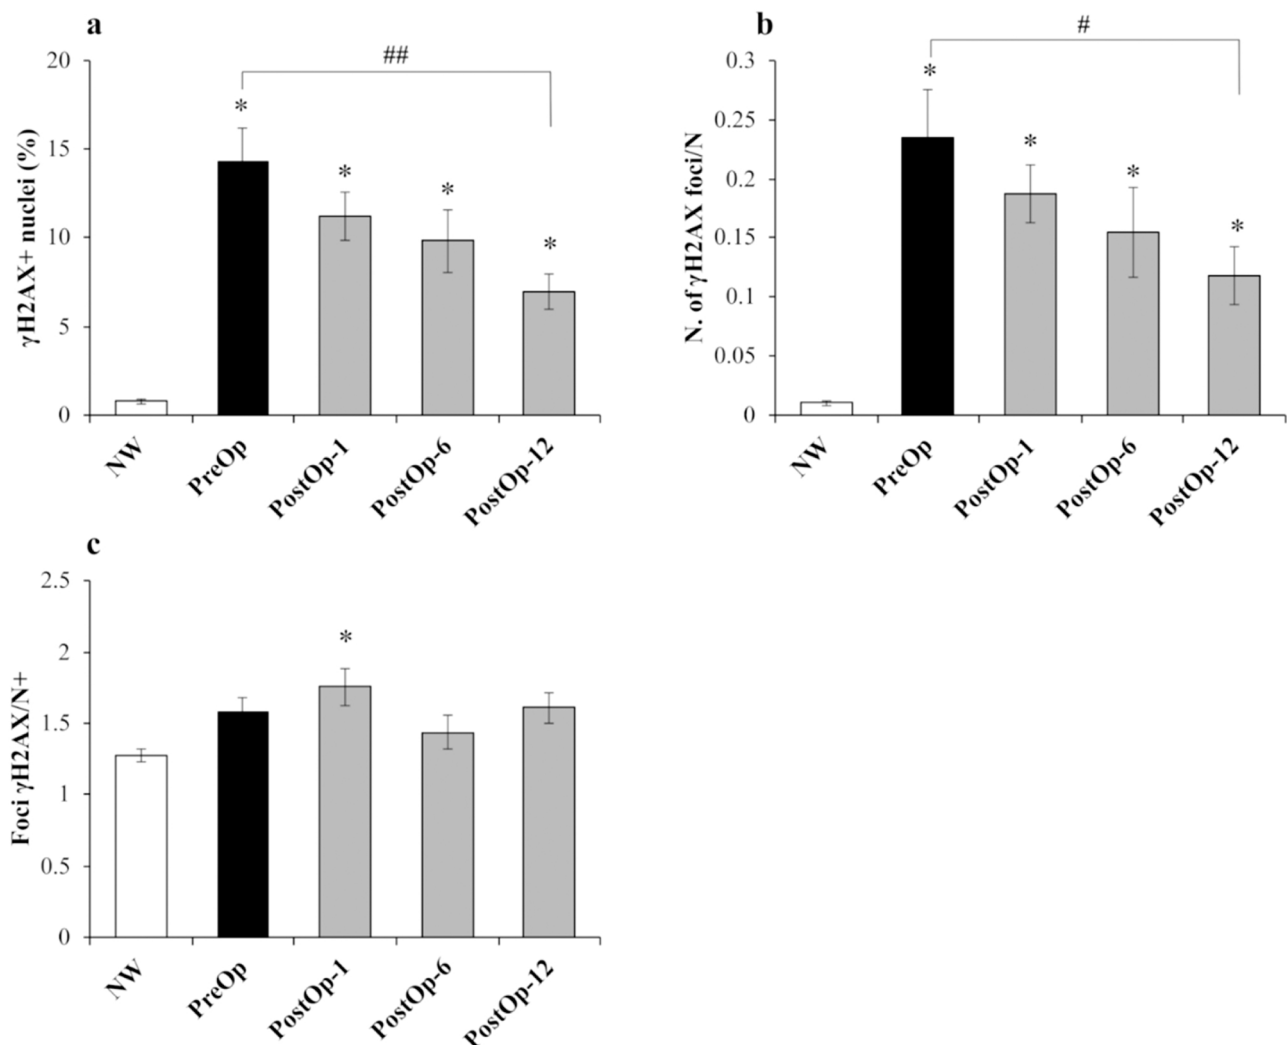 a
##
20
15
10
5
0
γH2AX+ nuclei (%)
*
*
*
*
NW
PreOp
PostOp-1
PostOp-6
PostOp-12
b
#
0.3
0.25
0.2
0.15
0.1
0.05
0
N. of γH2AX foci/N
*
*
*
*
NW
PreOp
PostOp-1
PostOp-6
PostOp-12
c
2.5
2
1.5
1
0.5
0
Foci γH2AX/N+
*
NW
PreOp
PostOp-1
PostOp-6
PostOp-12